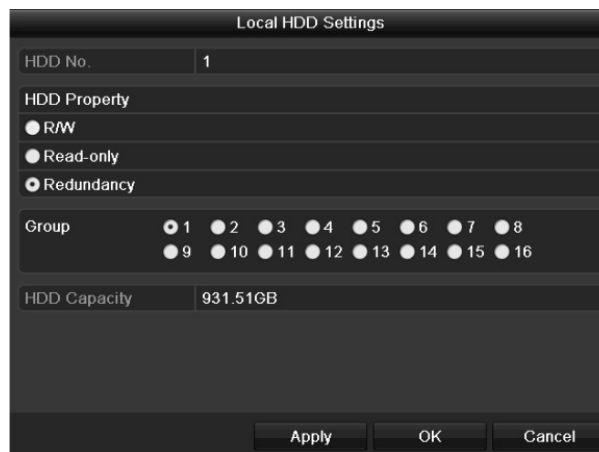 Local HDD Settings
HDD No. 1
HDD Property
R/W
Read-only
Redundancy
Group 1 2 3 4 5 6 7 8
9 10 11 12 13 14 15 16
HDD Capacity 931.51GB
Apply OK Cancel